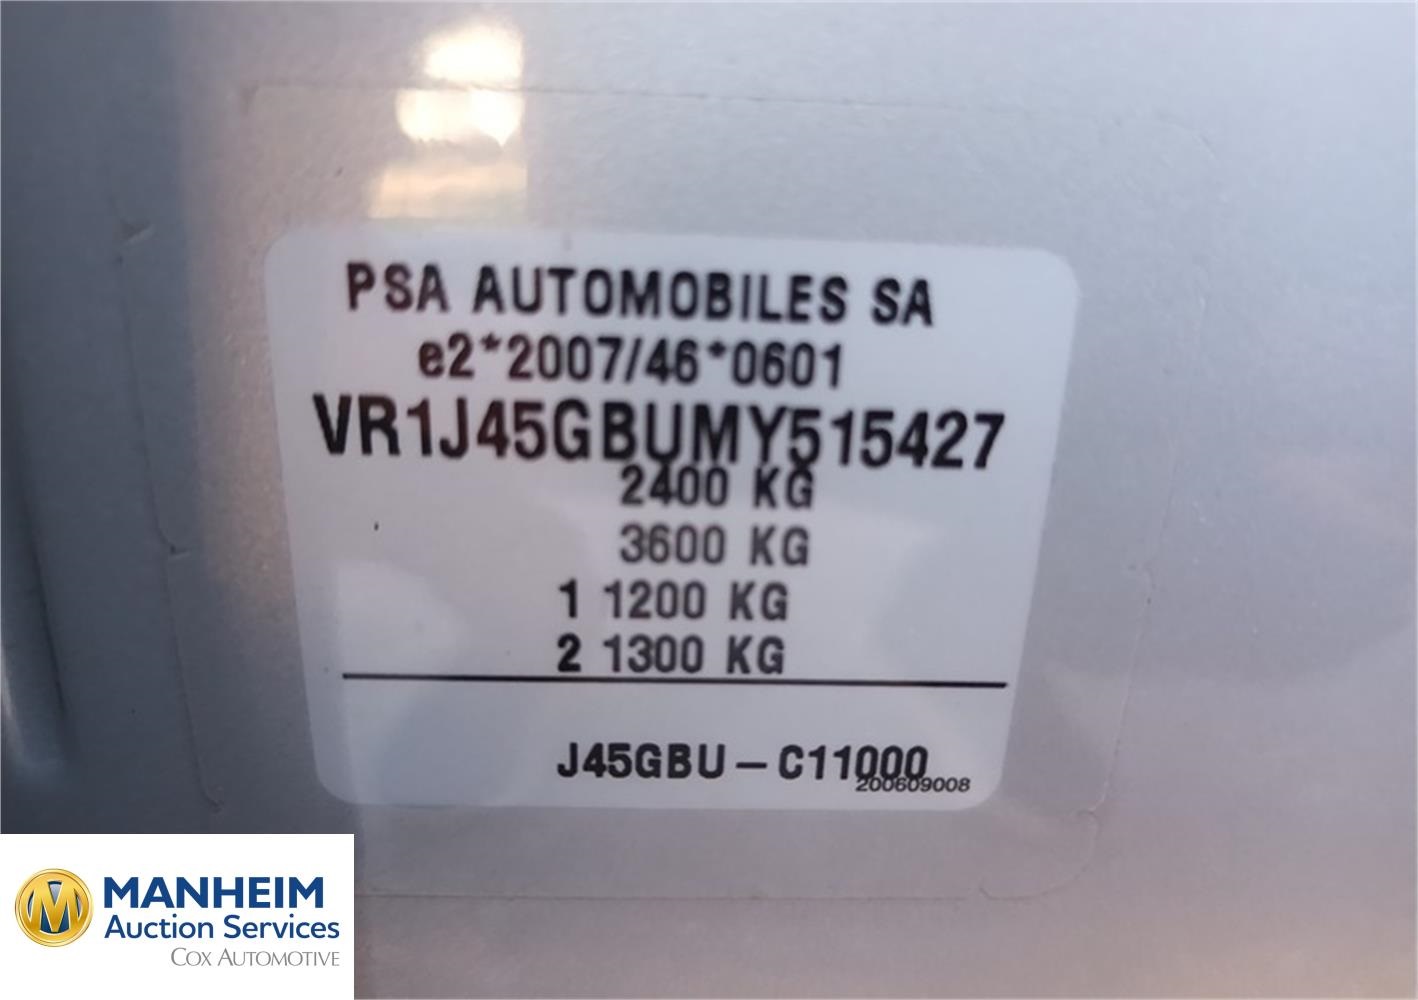 PSA AUTOMOBILES SA
e2*2007/46*0601
VR1J45GBUMY515427
2400 KG
3600 KG
1 1200 KG
2 1300 KG
J45GBU-C11000
200609008
MANHEIM
Auction Services
COX AUTOMOTIVE